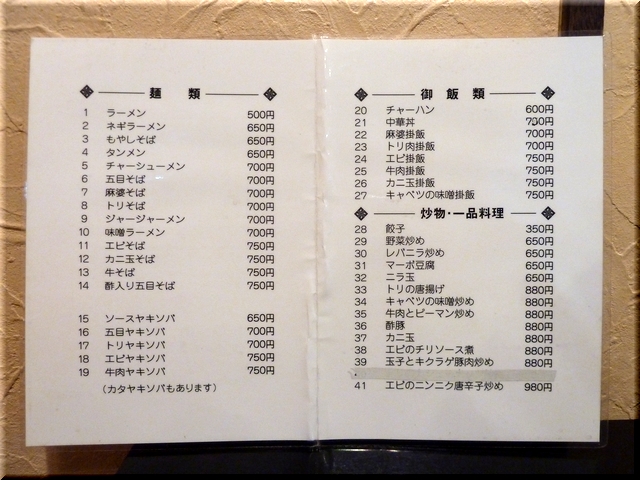 麺 類
1 ラーメン 500円
2 ネギラーメン 650円
3 もやしそば 650円
4 タンメン 650円
5 チャーシューメン 700円
6 五目そば 700円
7 麻婆そば 700円
8 トリそば 700円
9 ジャージャーメン 700円
10 味噌ラーメン 700円
11 エビそば 750円
12 カニ玉そば 750円
13 牛そば 750円
14 酢入り五目そば 750円
15 ソースヤキソバ 650円
16 五目ヤキソバ 700円
17 トリヤキソバ 700円
18 エビヤキソバ 750円
19 牛肉ヤキソバ 750円
(カタヤキソバもあります)
御 飯 類
20 チャーハン 600円
21 中華丼 700円
22 麻婆掛飯 700円
23 トリ肉掛飯 700円
24 エビ掛飯 750円
25 牛肉掛飯 750円
26 カニ玉掛飯 750円
27 キャベツの味噌掛飯 750円
炒物・一品料理
28 餃子 350円
29 野菜炒め 650円
30 レバニラ炒め 650円
31 マーボ豆腐 650円
32 ニラ玉 650円
33 トリの唐揚げ 880円
34 キャベツの味噌炒め 880円
35 牛肉とピーマン炒め 880円
36 酢豚 880円
37 カニ玉 880円
38 エビのチリソース煮 880円
39 玉子とキクラゲ豚肉炒め 880円
41 エビのニンニク唐辛子炒め 980円